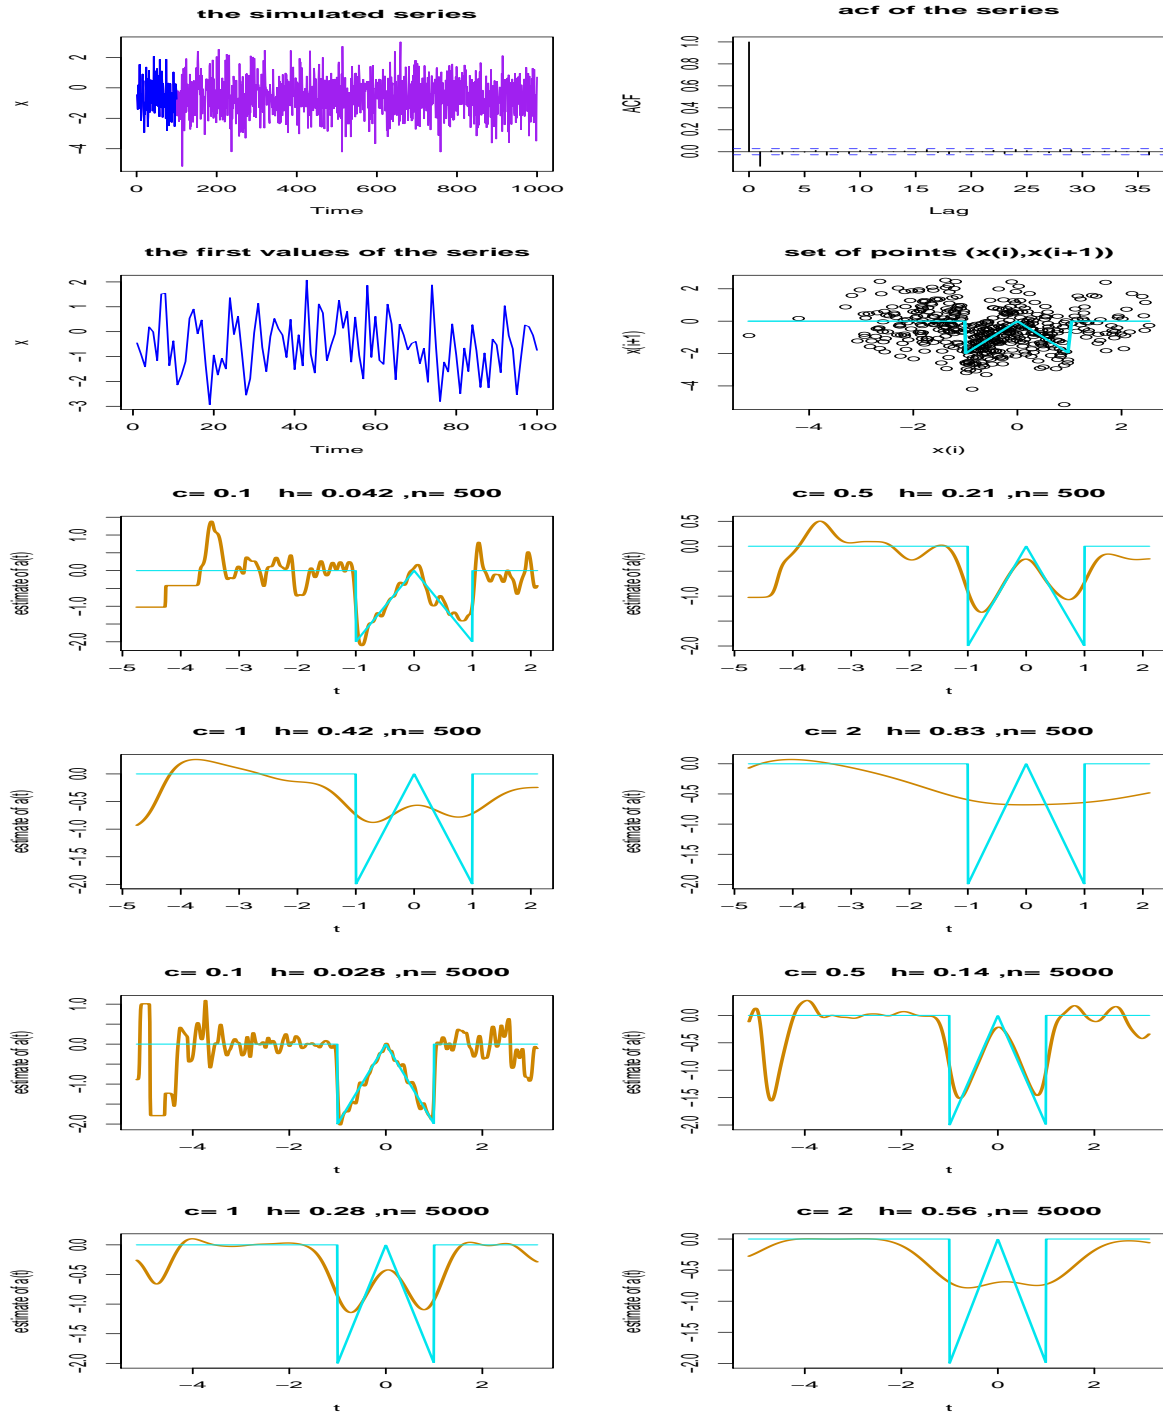 the simulated series
x
2
0
−2
−4
0 200 400 600 800 1000
Time
acf of the series
ACF
1.0
0.8
0.6
0.4
0.2
0.0
0 5 10 15 20 25 30 35
Lag
the first values of the series
x
2
1
0
−1
−2
−3
0 20 40 60 80 100
Time
set of points (x(i),x(i+1))
x(i+1)
2
0
−2
−4
−4 −2 0 2
x(i)
c= 0.1 h= 0.042 ,n= 500
estimate of a(t)
1.0
0.0
−1.0
−2.0
−5 −4 −3 −2 −1 0 1 2
t
c= 0.5 h= 0.21 ,n= 500
estimate of a(t)
0.5
0.0
−1.0
−2.0
−5 −4 −3 −2 −1 0 1 2
t
c= 1 h= 0.42 ,n= 500
estimate of a(t)
0.0
−0.5
−1.0
−1.5
−2.0
−5 −4 −3 −2 −1 0 1 2
t
c= 2 h= 0.83 ,n= 500
estimate of a(t)
0.0
−0.5
−1.0
−1.5
−2.0
−5 −4 −3 −2 −1 0 1 2
t
c= 0.1 h= 0.028 ,n= 5000
estimate of a(t)
1.0
0.0
−1.0
−2.0
−4 −2 0 2
t
c= 0.5 h= 0.14 ,n= 5000
estimate of a(t)
0.0
−0.5
−1.0
−1.5
−2.0
−4 −2 0 2
t
c= 1 h= 0.28 ,n= 5000
estimate of a(t)
0.0
−0.5
−1.0
−1.5
−2.0
−4 −2 0 2
t
c= 2 h= 0.56 ,n= 5000
estimate of a(t)
0.0
−0.5
−1.0
−1.5
−2.0
−4 −2 0 2
t